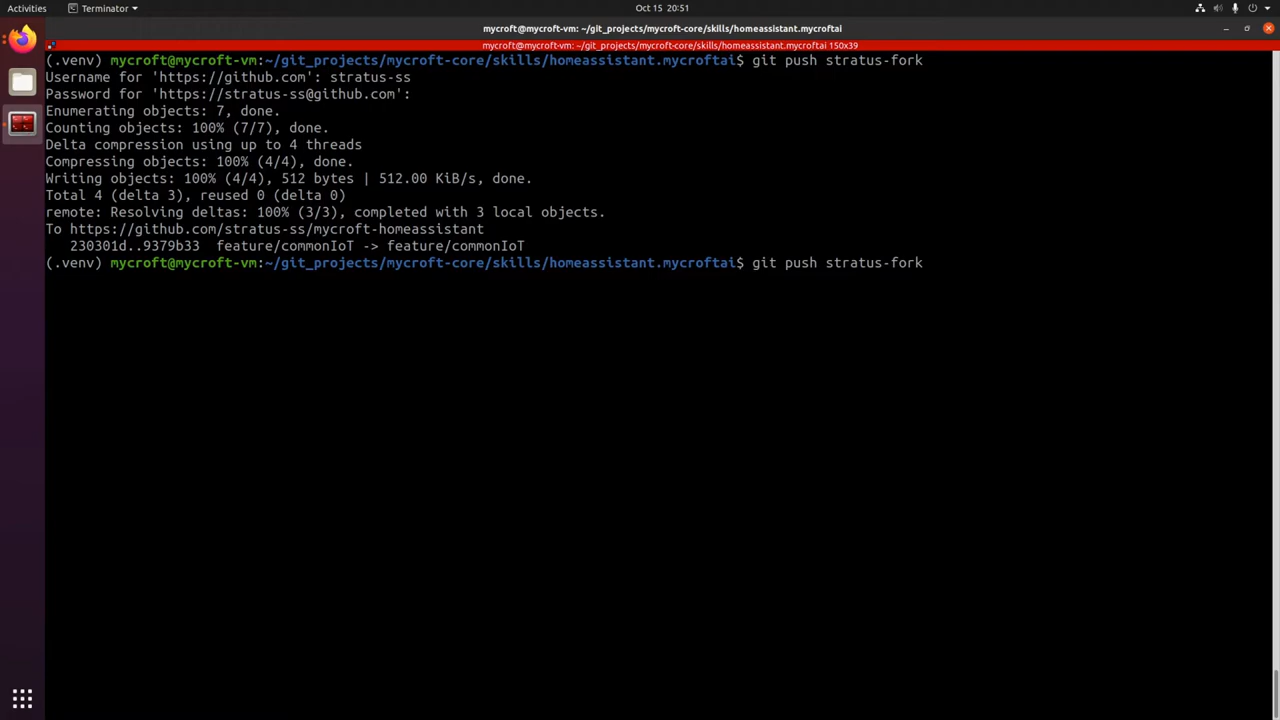 Activities
Terminator
Oct 15 20:51
mycroft@mycroft-vm: ~/git_projects/mycroft-core/skills/homeassistant.mycroftai
mycroft@mycroft-vm: ~/git_projects/mycroft-core/skills/homeassistant.mycroftai 150x39
(.venv) mycroft@mycroft-vm:~/git_projects/mycroft-core/skills/homeassistant.mycroftai$ git push stratus-fork
Username for 'https://github.com': stratus-ss
Password for 'https://stratus-ss@github.com':
Enumerating objects: 7, done.
Counting objects: 100% (7/7), done.
Delta compression using up to 4 threads
Compressing objects: 100% (4/4), done.
Writing objects: 100% (4/4), 512 bytes | 512.00 KiB/s, done.
Total 4 (delta 3), reused 0 (delta 0)
remote: Resolving deltas: 100% (3/3), completed with 3 local objects.
To https://github.com/stratus-ss/mycroft-homeassistant
   230301d..9379b33  feature/commonIoT -> feature/commonIoT
(.venv) mycroft@mycroft-vm:~/git_projects/mycroft-core/skills/homeassistant.mycroftai$ git push stratus-fork